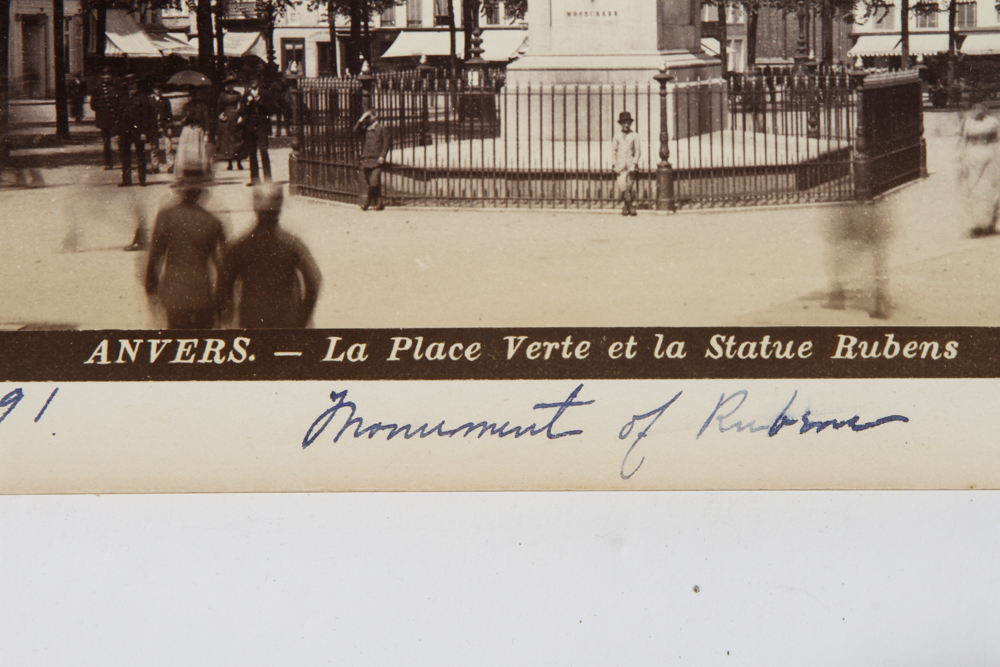 ANVERS. — La Place Verte et la Statue Rubens
91
Monument of Rubens